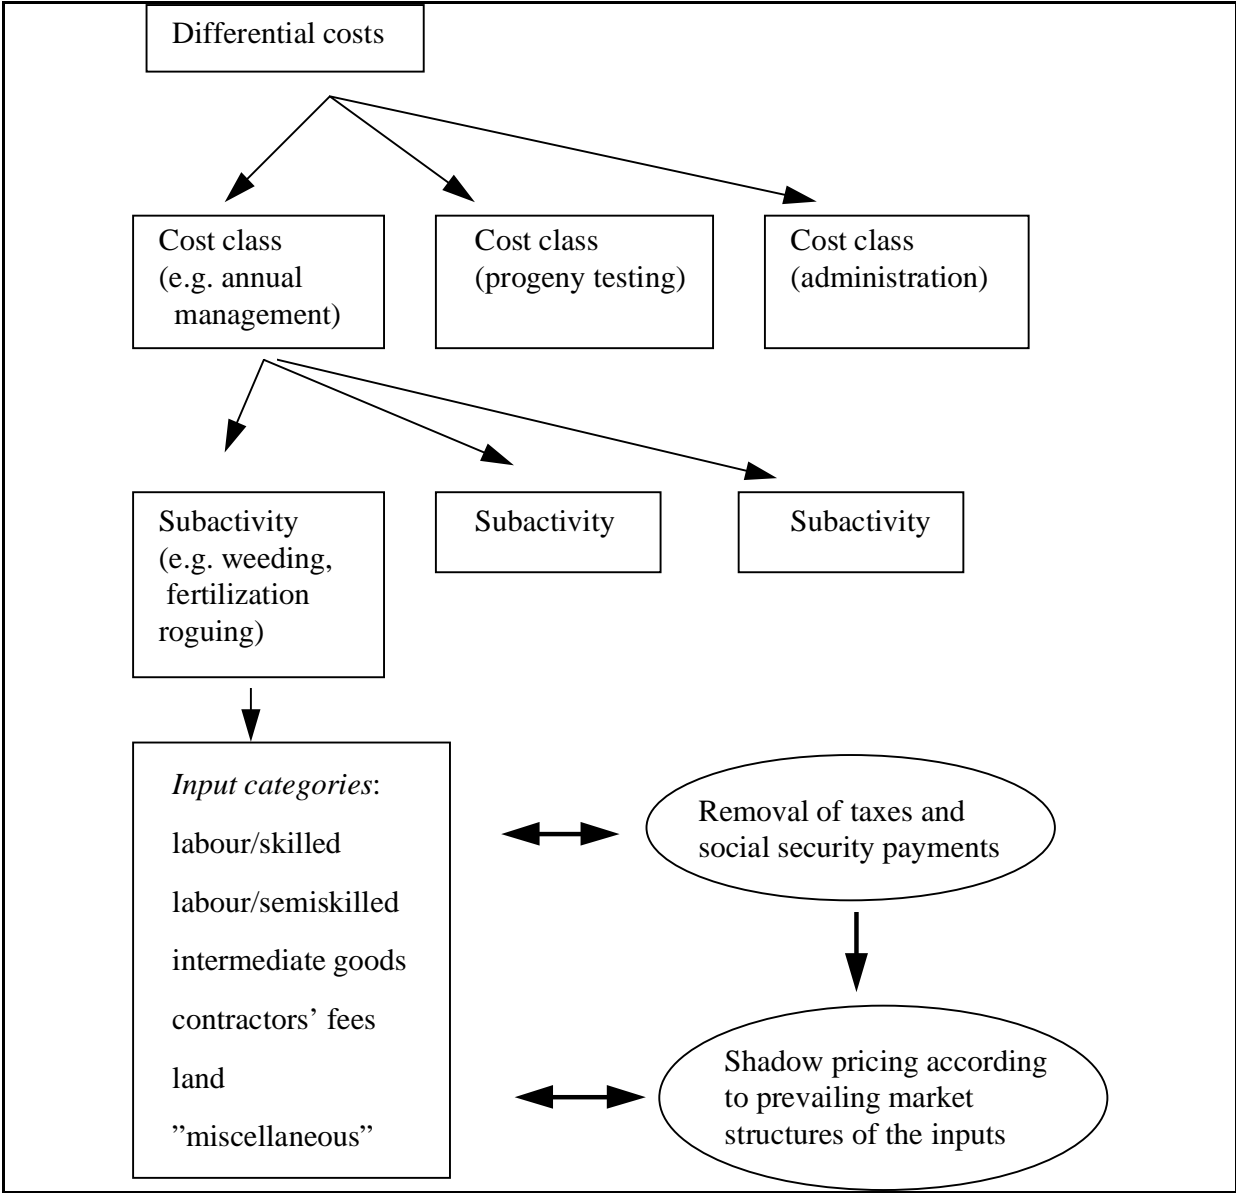 Differential costs
Cost class
(e.g. annual
management)
Cost class
(progeny testing)
Cost class
(administration)
Subactivity
(e.g. weeding,
fertilization
roguing)
Subactivity
Subactivity
Input categories:
labour/skilled
labour/semiskilled
intermediate goods
contractors’ fees
land
”miscellaneous”
Removal of taxes and
social security payments
Shadow pricing according
to prevailing market
structures of the inputs